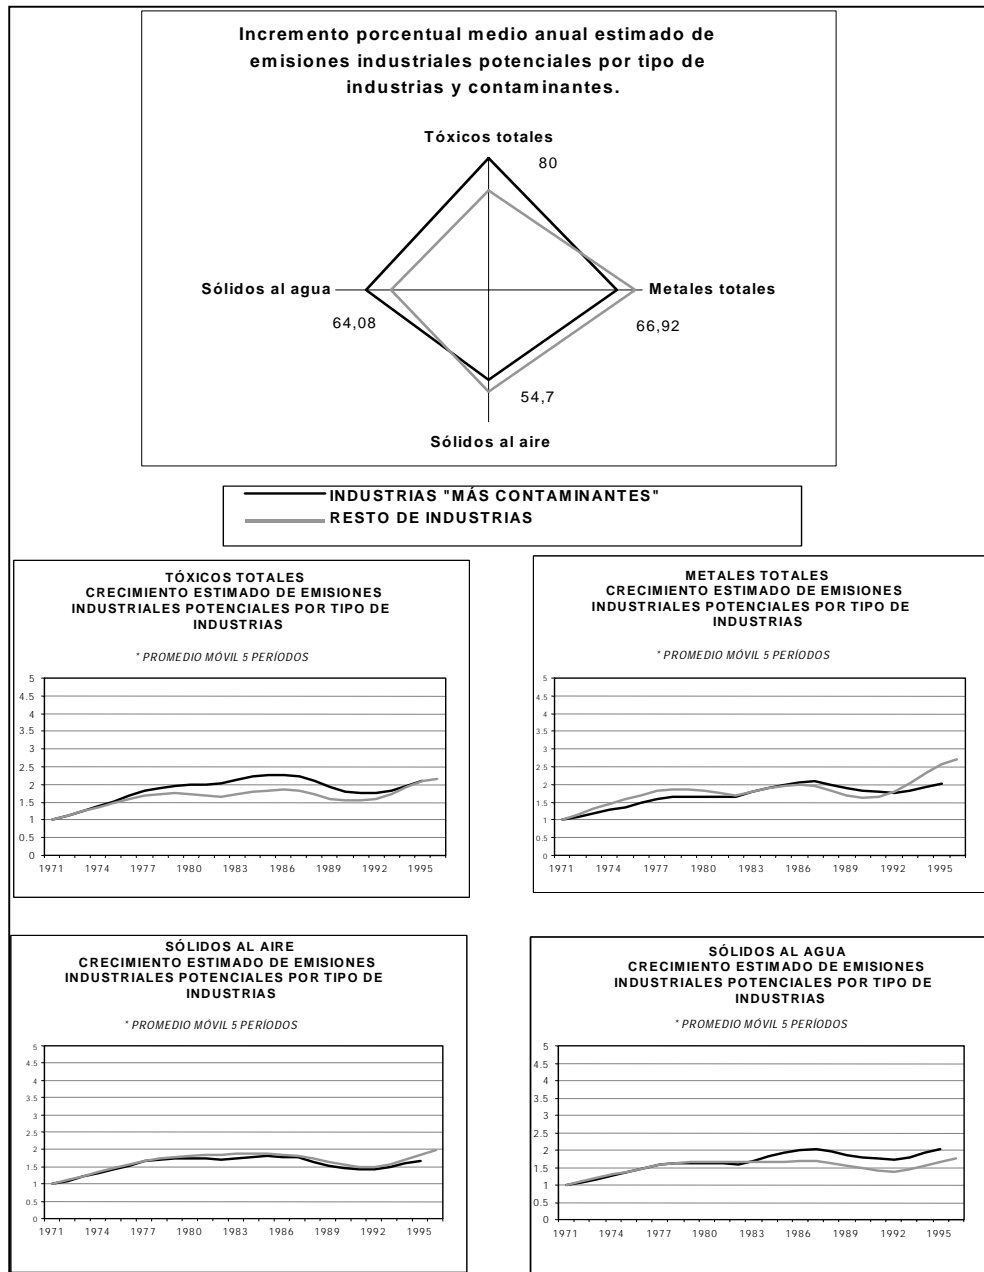 Incremento porcentual medio anual estimado de
emisiones industriales potenciales por tipo de
industrias y contaminantes.
Tóxicos totales
80
Sólidos al agua
Metales totales
64,08
66,92
54,7
Sólidos al aire
INDUSTRIAS "MÁS CONTAMINANTES"
RESTO DE INDUSTRIAS
TÓXICOS TOTALES
CRECIMIENTO ESTIMADO DE EMISIONES
INDUSTRIALES POTENCIALES POR TIPO DE
INDUSTRIAS
* PROMEDIO MÓVIL 5 PERÍODOS
5
4.5
4
3.5
3
2.5
2
1.5
1
0.5
0
1971 1974 1977 1980 1983 1986 1989 1992 1995
METALES TOTALES
CRECIMIENTO ESTIMADO DE EMISIONES
INDUSTRIALES POTENCIALES POR TIPO DE
INDUSTRIAS
* PROMEDIO MÓVIL 5 PERÍODOS
5
4.5
4
3.5
3
2.5
2
1.5
1
0.5
0
1971 1974 1977 1980 1983 1986 1989 1992 1995
SÓLIDOS AL AIRE
CRECIMIENTO ESTIMADO DE EMISIONES
INDUSTRIALES POTENCIALES POR TIPO DE
INDUSTRIAS
* PROMEDIO MÓVIL 5 PERÍODOS
5
4.5
4
3.5
3
2.5
2
1.5
1
0.5
0
1971 1974 1977 1980 1983 1986 1989 1992 1995
SÓLIDOS AL AGUA
CRECIMIENTO ESTIMADO DE EMISIONES
INDUSTRIALES POTENCIALES POR TIPO DE
INDUSTRIAS
* PROMEDIO MÓVIL 5 PERÍODOS
5
4.5
4
3.5
3
2.5
2
1.5
1
0.5
0
1971 1974 1977 1980 1983 1986 1989 1992 1995